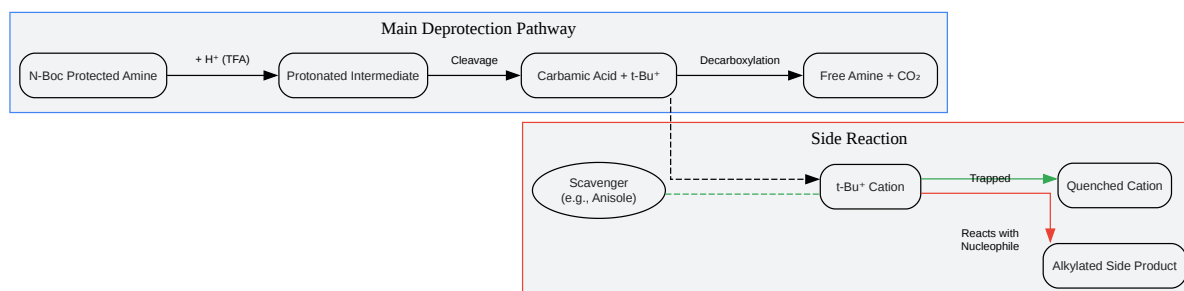 Main Deprotection Pathway
N-Boc Protected Amine
+ H⁺ (TFA)
Protonated Intermediate
Cleavage
Carbamic Acid + t-Bu⁺
Decarboxylation
Free Amine + CO₂
Side Reaction
Scavenger
(e.g., Anisole)
t-Bu⁺ Cation
Trapped
Quenched Cation
Reacts with
Nucleophile
Alkylated Side Product